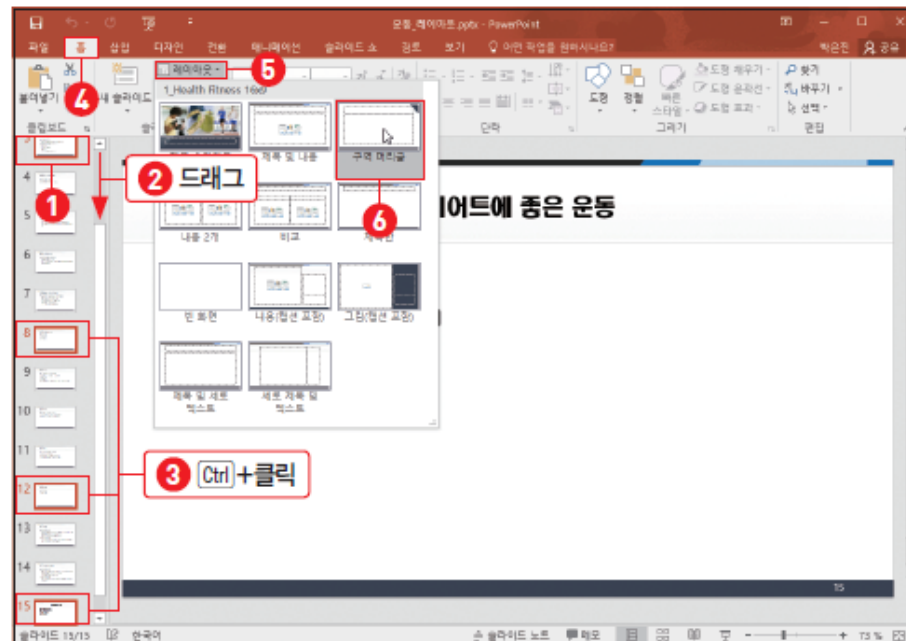 운동_레이아웃.pptx - PowerPoint
파일 홈 삽입 디자인 전환 애니메이션 슬라이드 쇼 검토 보기 어떤 작업을 원하시나요? 박은진 공유
붙여넣기
새 슬라이드
레이아웃
도형 정렬 빠른 스타일
도형 채우기
도형 윤곽선
도형 효과
찾기
바꾸기
선택
클립보드 단락 그리기 편집
1_Health Fitness 16x9
제목 및 내용 구역 머리글
내용 2개 비교
빈 화면 내용(캡션 포함) 그림(캡션 포함)
제목 및 세로 텍스트
세로 제목 및 텍스트
1
2 드래그
3 Ctrl+클릭
4
5
6
이어트에 좋은 운동
4
5
6
7
8
9
10
11
12
13
14
15
15
슬라이드 15/15 한국어 슬라이드 노트 메모 73 %